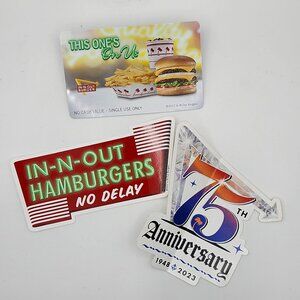 THIS ONE'S
On Us
NO CASH VALUE - SINGLE USE ONLY
IN-N-OUT
HAMBURGERS
NO DELAY
75TH
Anniversary
1948 2023